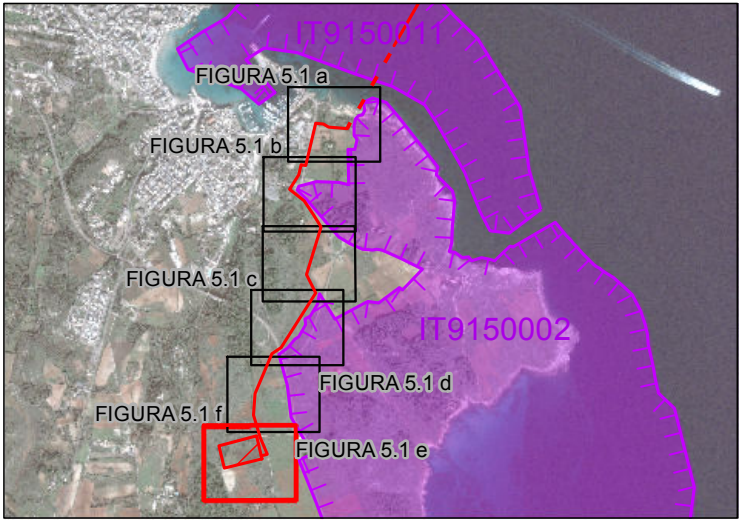 IT9150011
FIGURA 5.1 a
FIGURA 5.1 b
FIGURA 5.1 c
IT9150002
FIGURA 5.1 d
FIGURA 5.1 f
FIGURA 5.1 e